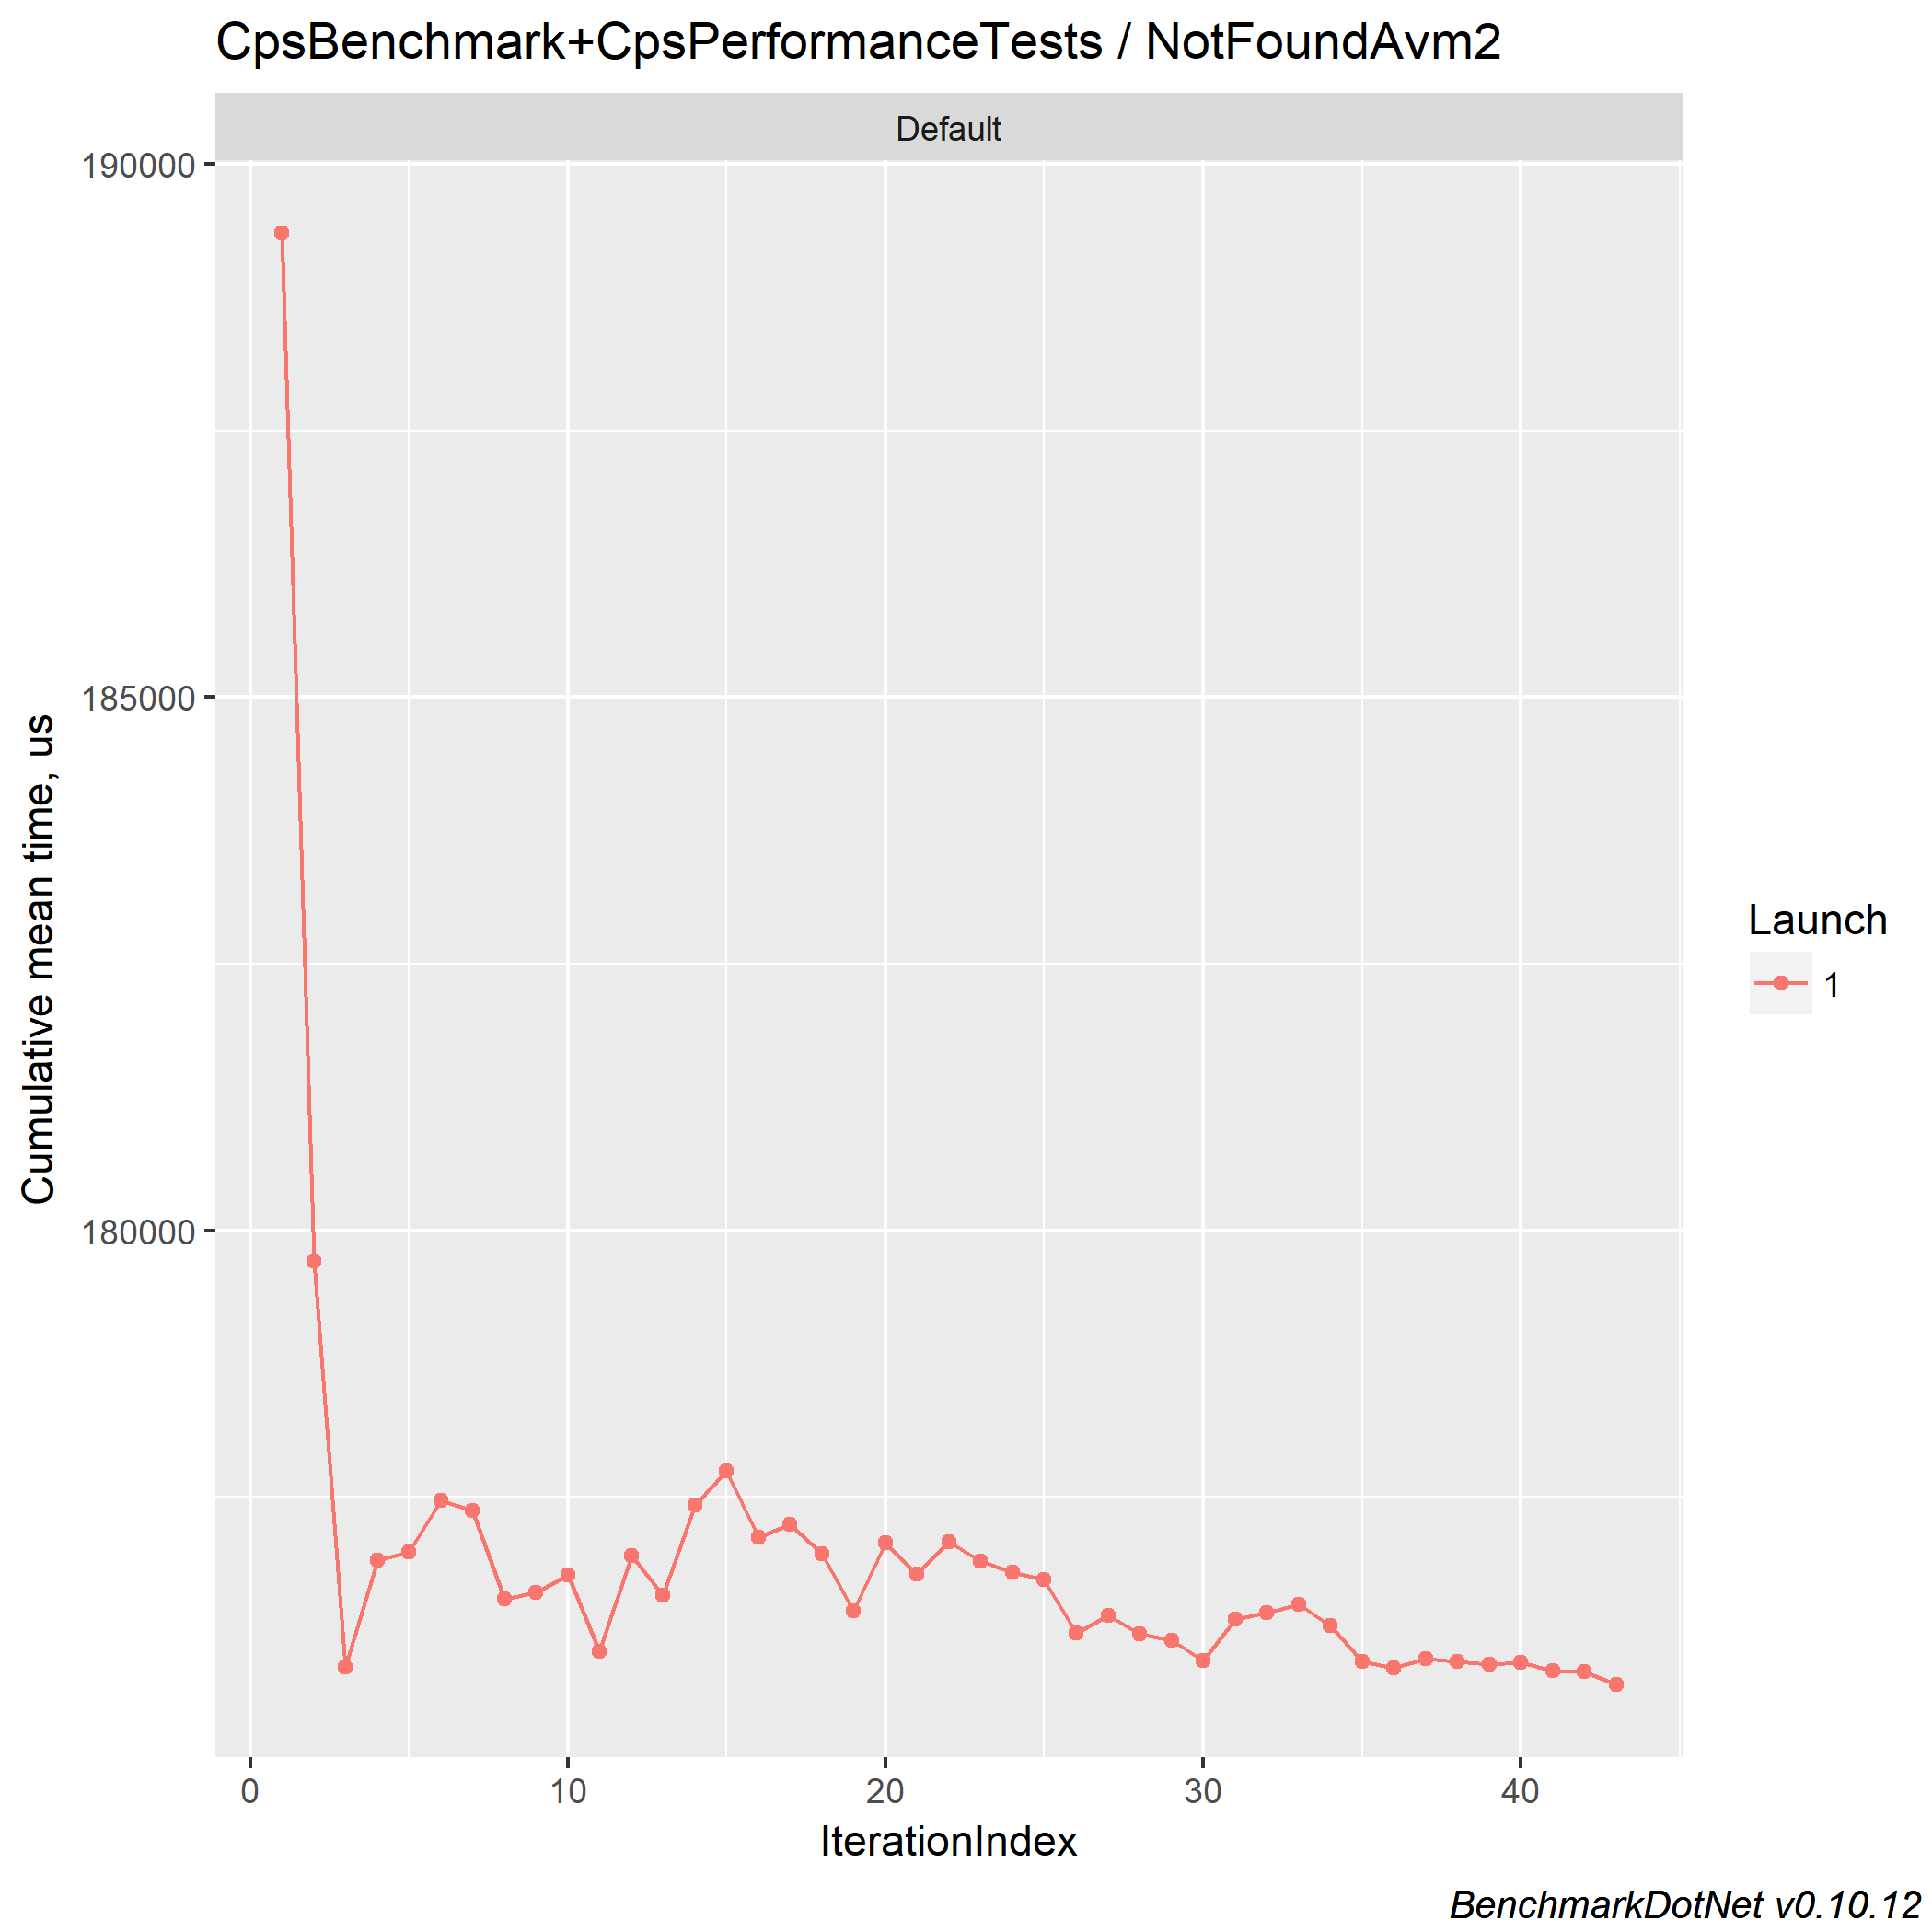 CpsBenchmark+CpsPerformanceTests / NotFoundAvm2
Default
190000
185000
180000
Cumulative mean time, us
0 10 20 30 40
IterationIndex
Launch
1
BenchmarkDotNet v0.10.12